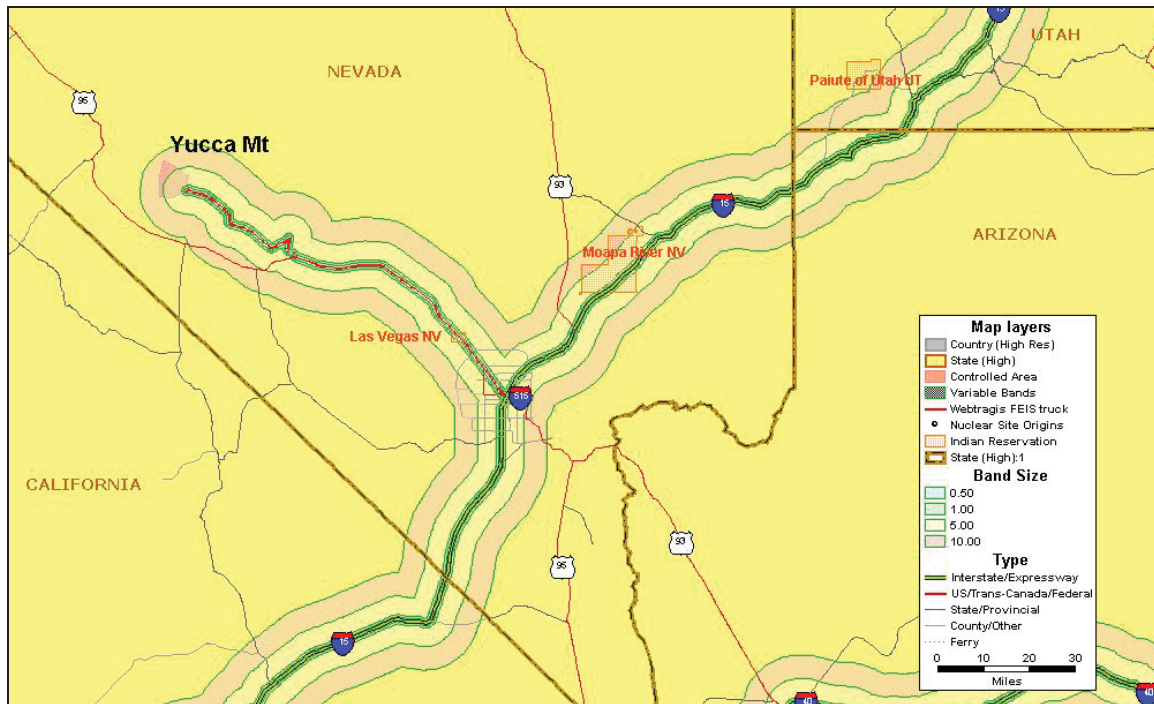 15
UTAH
NEVADA
Paiute of Utah UT
95
Yucca Mt
93
15
ARIZONA
Moapa River NV
Las Vegas NV
515
CALIFORNIA
93
95
15
40
40
Map layers
Country (High Res)
State (High)
Controlled Area
Variable Bands
Webtragis FEIS truck
Nuclear Site Origins
Indian Reservation
State (High):1
Band Size
0.50
1.00
5.00
10.00
Type
Interstate/Expressway
US/Trans-Canada/Federal
State/Provincial
County/Other
Ferry
0 10 20 30
Miles